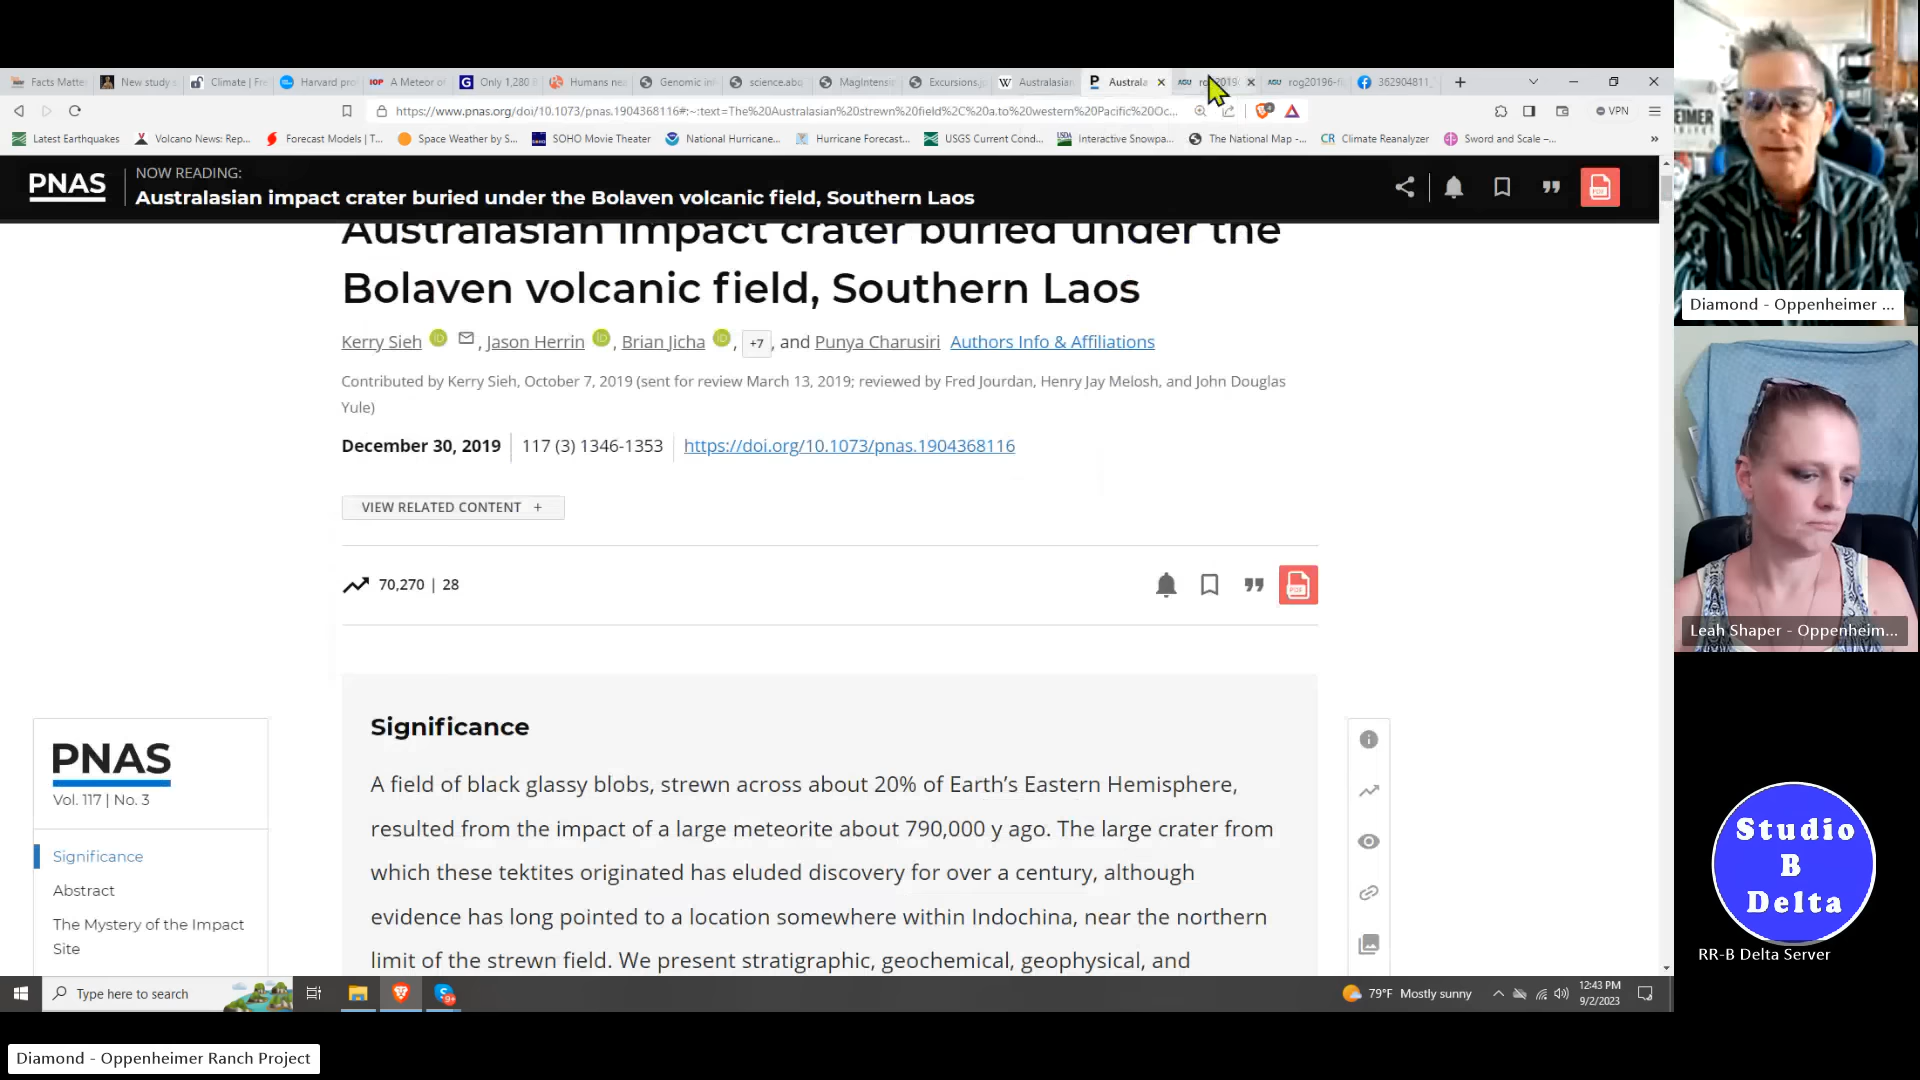 Facts Matte
New study
Climate | Fre
Harvard pro
IOP A Meteor o
G Only 1,280 B
Humans nea
Genomic inf
science.abo
MagIntensit
Excursions.j
W Australasian
Australa
AGU rog2019
AGU rog20196-fi
362904811_
https://www.pnas.org/doi/10.1073/pnas.1904368116#:~:text=The%20Australasian%20strewn%20field%2C%20a.to%20western%20Pacific%20Oc...
VPN
Latest Earthquakes
Volcano News: Rep...
Forecast Models | T...
Space Weather by S...
SOHO Movie Theater
National Hurricane...
Hurricane Forecast...
USGS Current Cond...
Interactive Snowpa...
The National Map -...
CR Climate Reanalyzer
Sword and Scale –...
PNAS
NOW READING:
Australasian impact crater buried under the Bolaven volcanic field, Southern Laos
Australasian impact crater buried under the
Bolaven volcanic field, Southern Laos
Kerry Sieh, Jason Herrin, Brian Jicha, +7, and Punya Charusiri Authors Info & Affiliations
Contributed by Kerry Sieh, October 7, 2019 (sent for review March 13, 2019; reviewed by Fred Jourdan, Henry Jay Melosh, and John Douglas
Yule)
December 30, 2019 | 117 (3) 1346-1353 | https://doi.org/10.1073/pnas.1904368116
VIEW RELATED CONTENT +
70,270 | 28
PDF
Significance
A field of black glassy blobs, strewn across about 20% of Earth’s Eastern Hemisphere,
resulted from the impact of a large meteorite about 790,000 y ago. The large crater from
which these tektites originated has eluded discovery for over a century, although
evidence has long pointed to a location somewhere within Indochina, near the northern
limit of the strewn field. We present stratigraphic, geochemical, geophysical, and
PNAS
Vol. 117 | No. 3
Significance
Abstract
The Mystery of the Impact
Site
Type here to search
79°F Mostly sunny
12:43 PM
9/2/2023
Diamond - Oppenheimer ...
Leah Shaper - Oppenheim...
Studio
B
Delta
RR-B Delta Server
Diamond - Oppenheimer Ranch Project